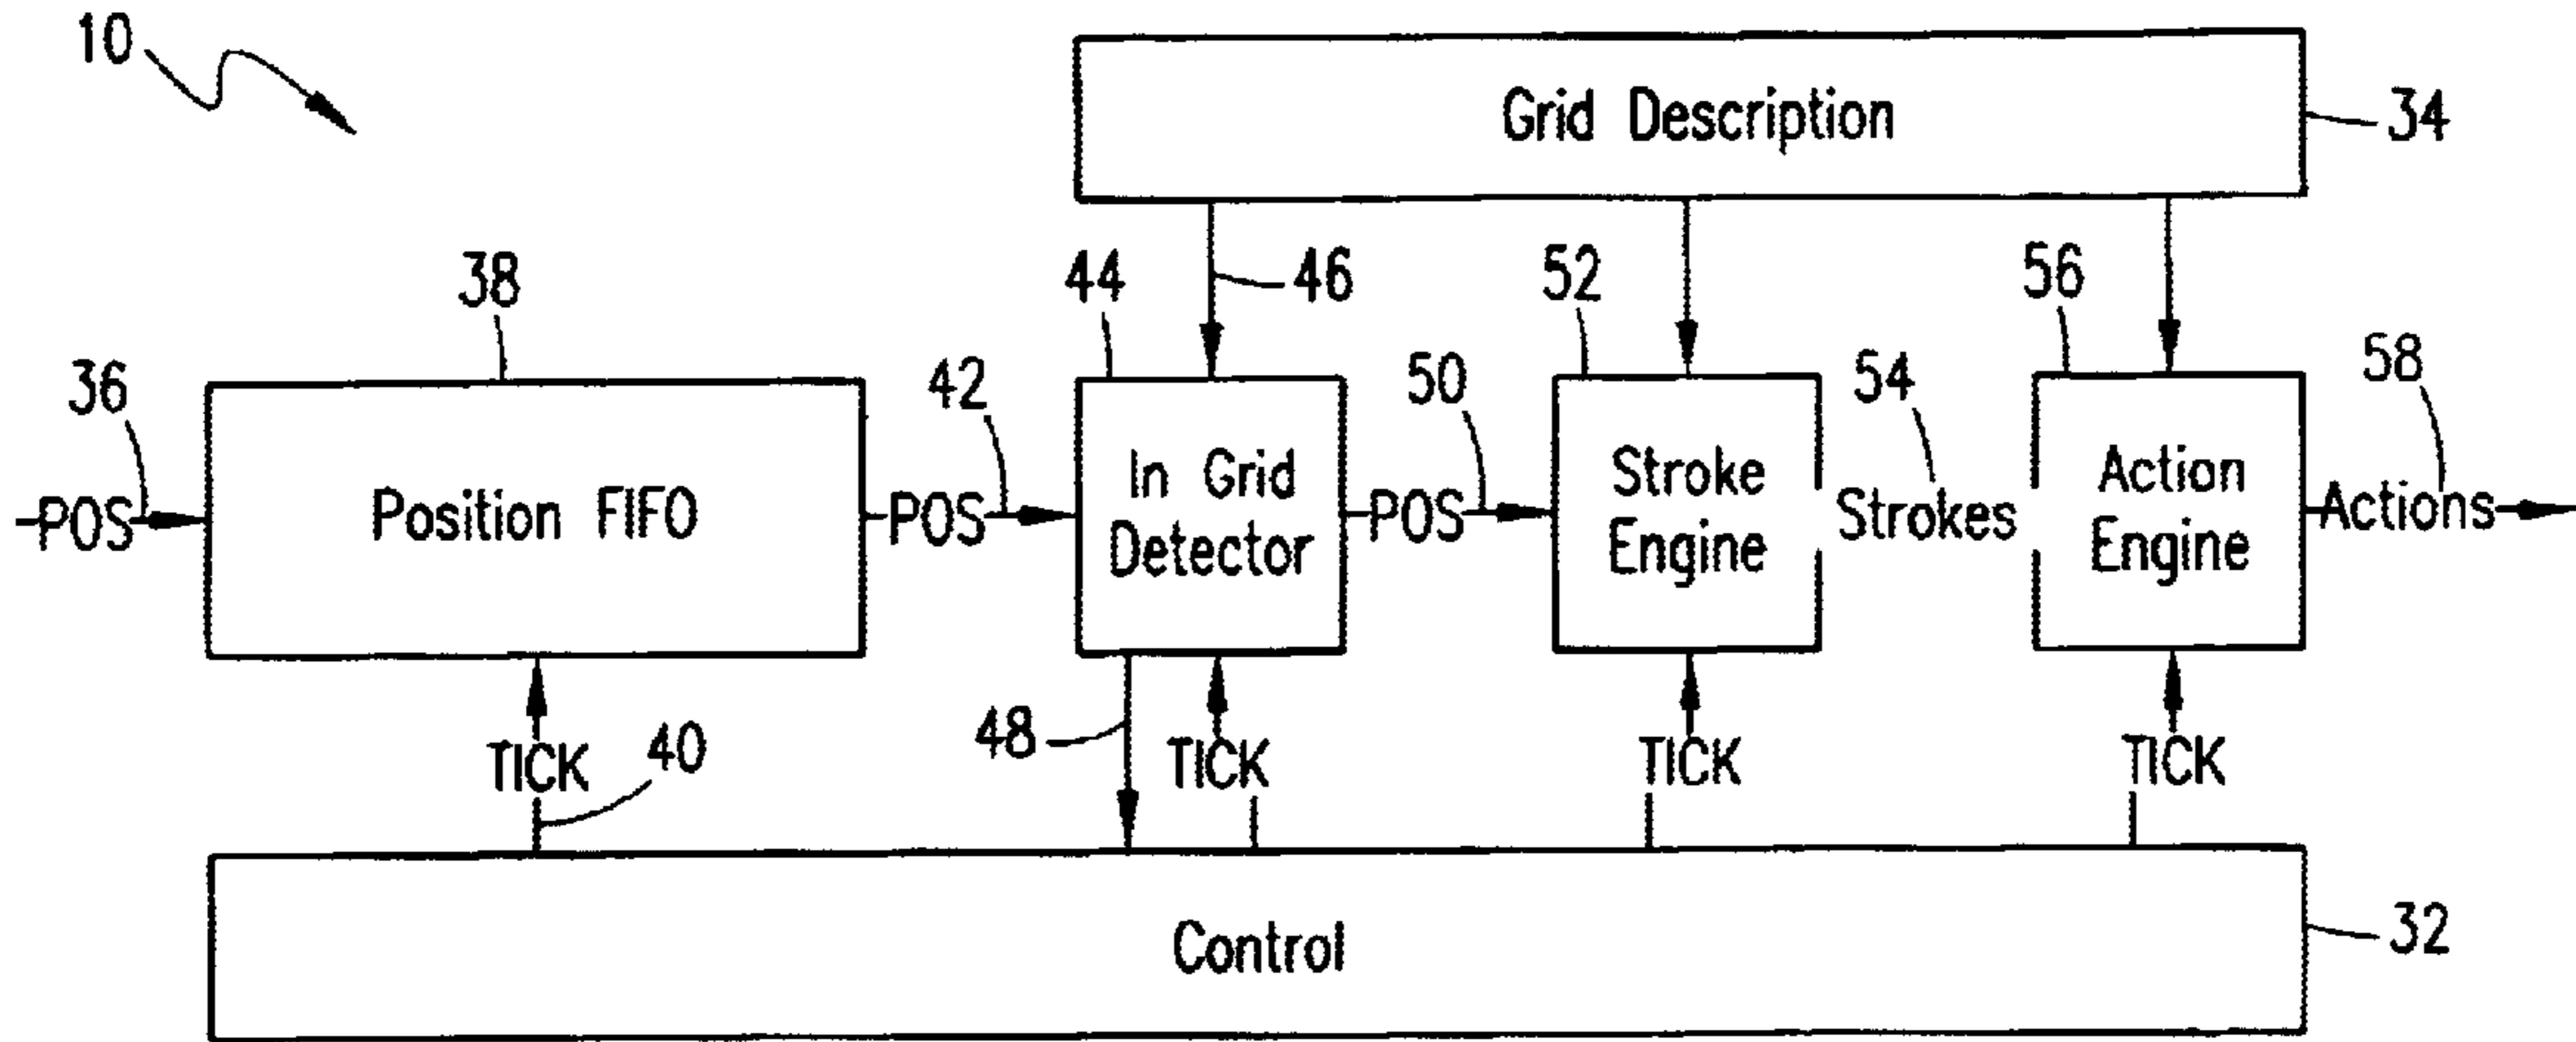 10
Grid Description
34
38
44
46
52
56
36
42
50
54
58
POS
Position FIFO
POS
In Grid
Detector
POS
Stroke
Engine
Strokes
Action
Engine
Actions
TICK
40
48
TICK
TICK
TICK
Control
32